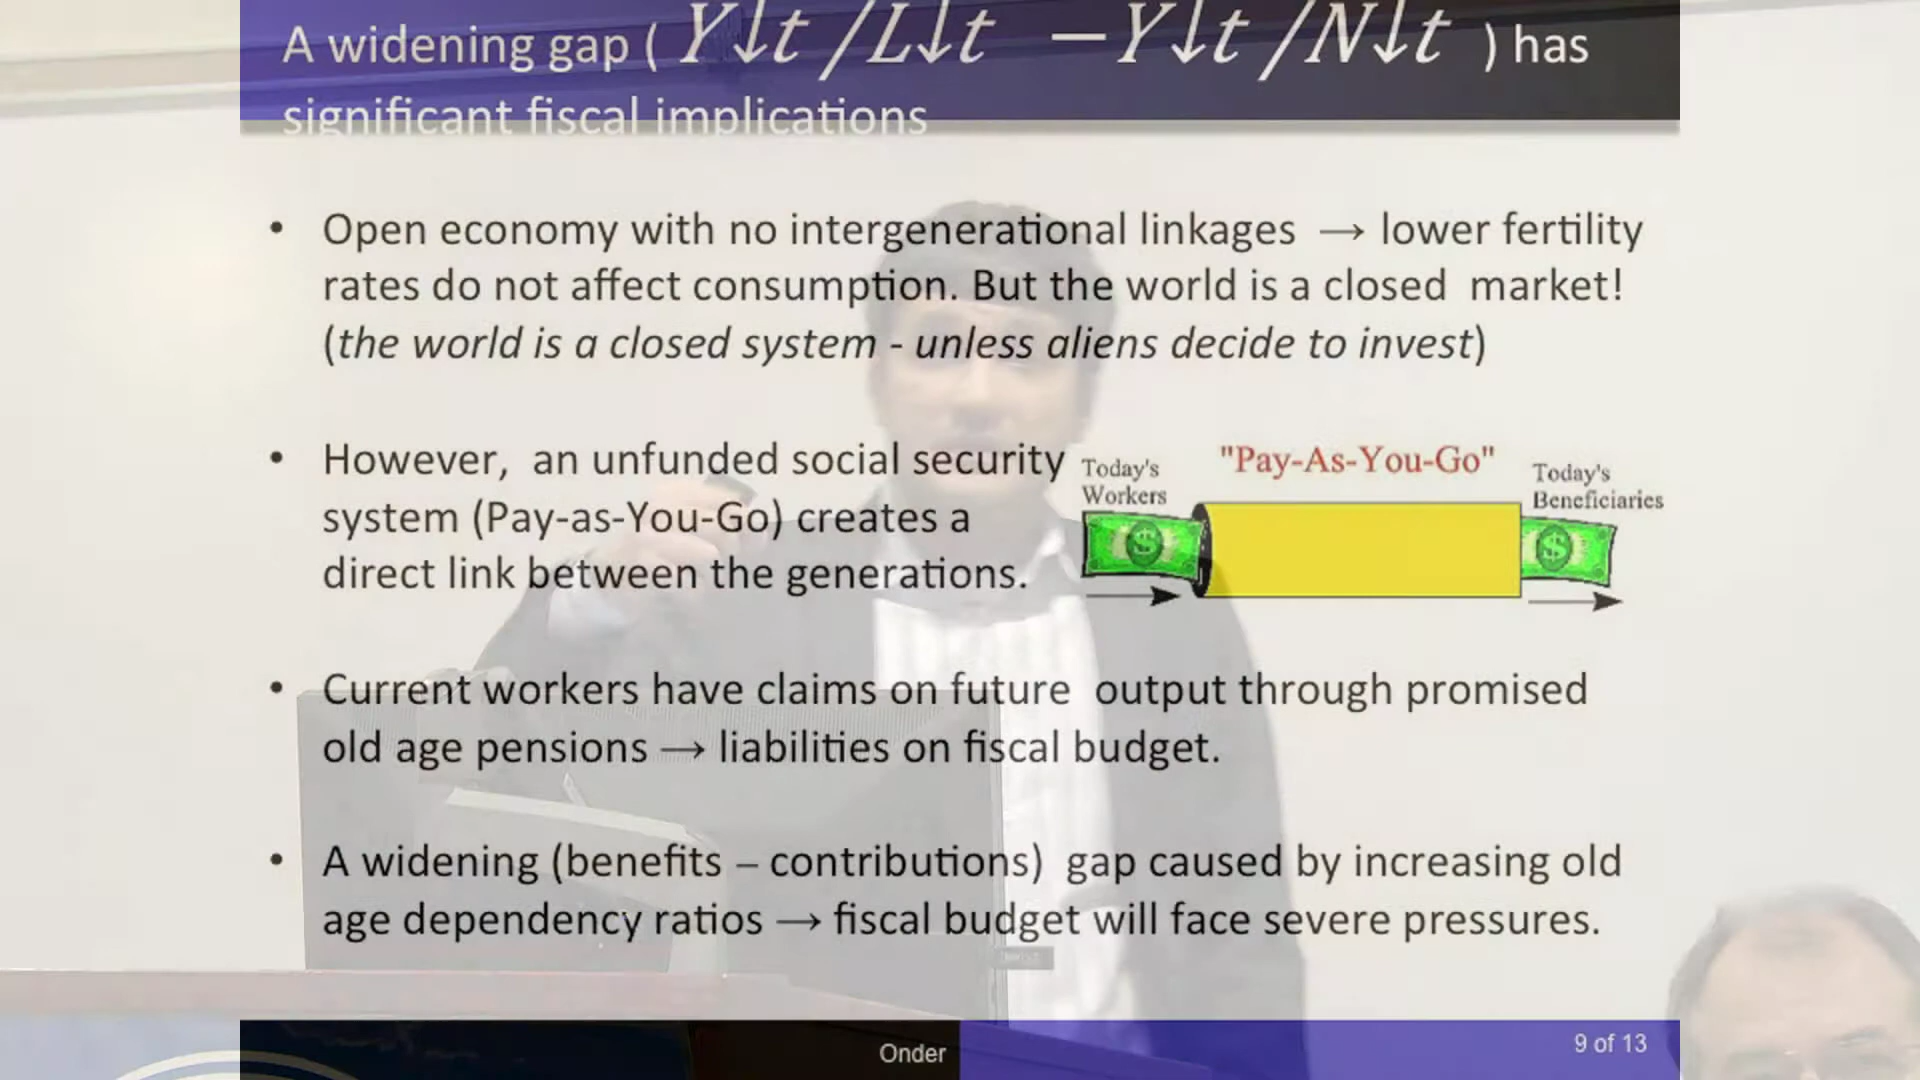 A widening gap ( Y↓t /L↓t −Y↓t /N↓t ) has
significant fiscal implications
• Open economy with no intergenerational linkages → lower fertility
rates do not affect consumption. But the world is a closed market!
(the world is a closed system - unless aliens decide to invest)
• However, an unfunded social security
system (Pay-as-You-Go) creates a
direct link between the generations.
"Pay-As-You-Go"
Today's
Workers
Today's
Beneficiaries
$
$
• Current workers have claims on future output through promised
old age pensions → liabilities on fiscal budget.
• A widening (benefits – contributions) gap caused by increasing old
age dependency ratios → fiscal budget will face severe pressures.
Onder
9 of 13